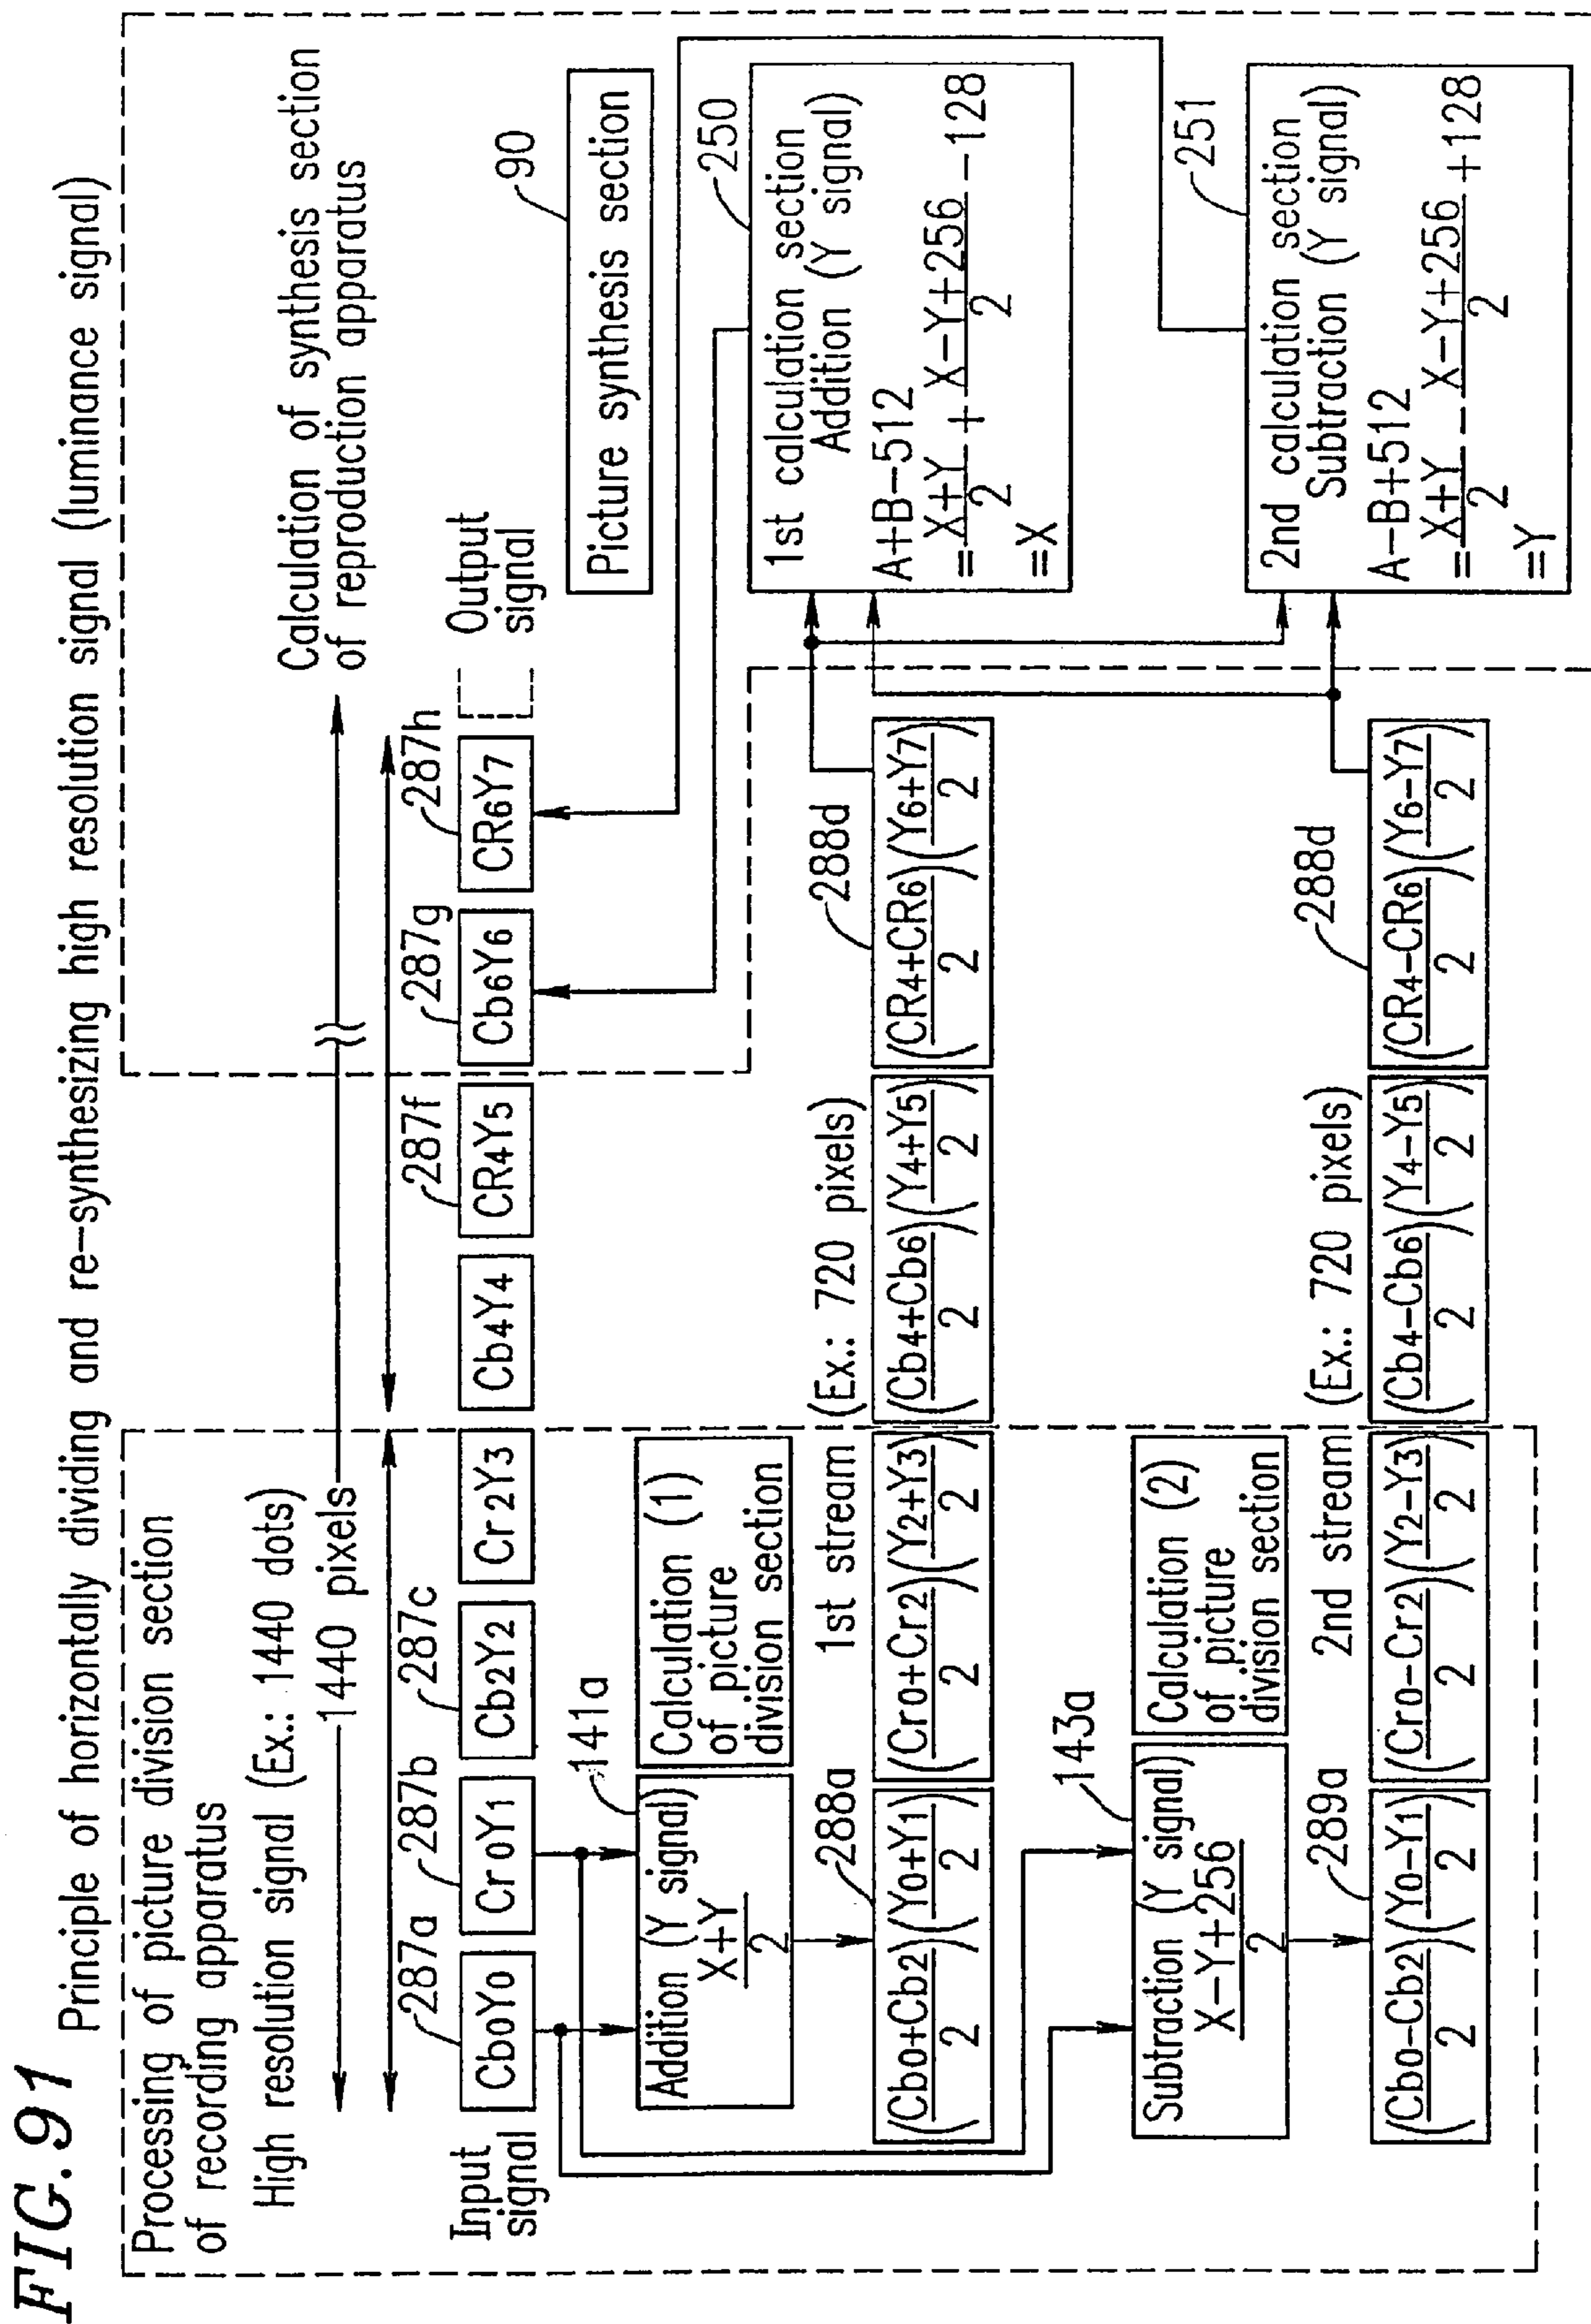 FIG. 91
Principle of horizontally dividing and re-synthesizing high resolution signal (luminance signal)
Processing of picture division section
of recording apparatus
High resolution signal (Ex.: 1440 dots)
1440 pixels
Calculation of synthesis section
of reproduction apparatus
287a
287b
287c
287f
287g
287h
Input
signal
Cb0Y0
Cr0Y1
Cb2Y2
Cr2Y3
Cb4Y4
CR4Y5
Cb6Y6
CR6Y7
Output
signal
90
Picture synthesis section
141a
Addition (Y signal)
X+Y
2
Calculation (1)
of picture
division section
250
1st calculation section
Addition (Y signal)
A+B−512
=X+Y/2 + X−Y+256/2 −128
=X
288a
1st stream
(Ex.: 720 pixels)
288d
(Cb0+Cb2/2)(Y0+Y1/2)
(Cr0+Cr2/2)(Y2+Y3/2)
(Cb4+Cb6/2)(Y4+Y5/2)
(CR4+CR6/2)(Y6+Y7/2)
143a
Subtraction (Y signal)
X−Y+256
2
Calculation (2)
of picture
division section
251
2nd calculation section
Subtraction (Y signal)
A−B+512
=X+Y/2 − X−Y+256/2 +128
=Y
289a
2nd stream
(Ex.: 720 pixels)
288d
(Cb0−Cb2/2)(Y0−Y1/2)
(Cr0−Cr2/2)(Y2−Y3/2)
(Cb4−Cb6/2)(Y4−Y5/2)
(CR4−CR6/2)(Y6−Y7/2)